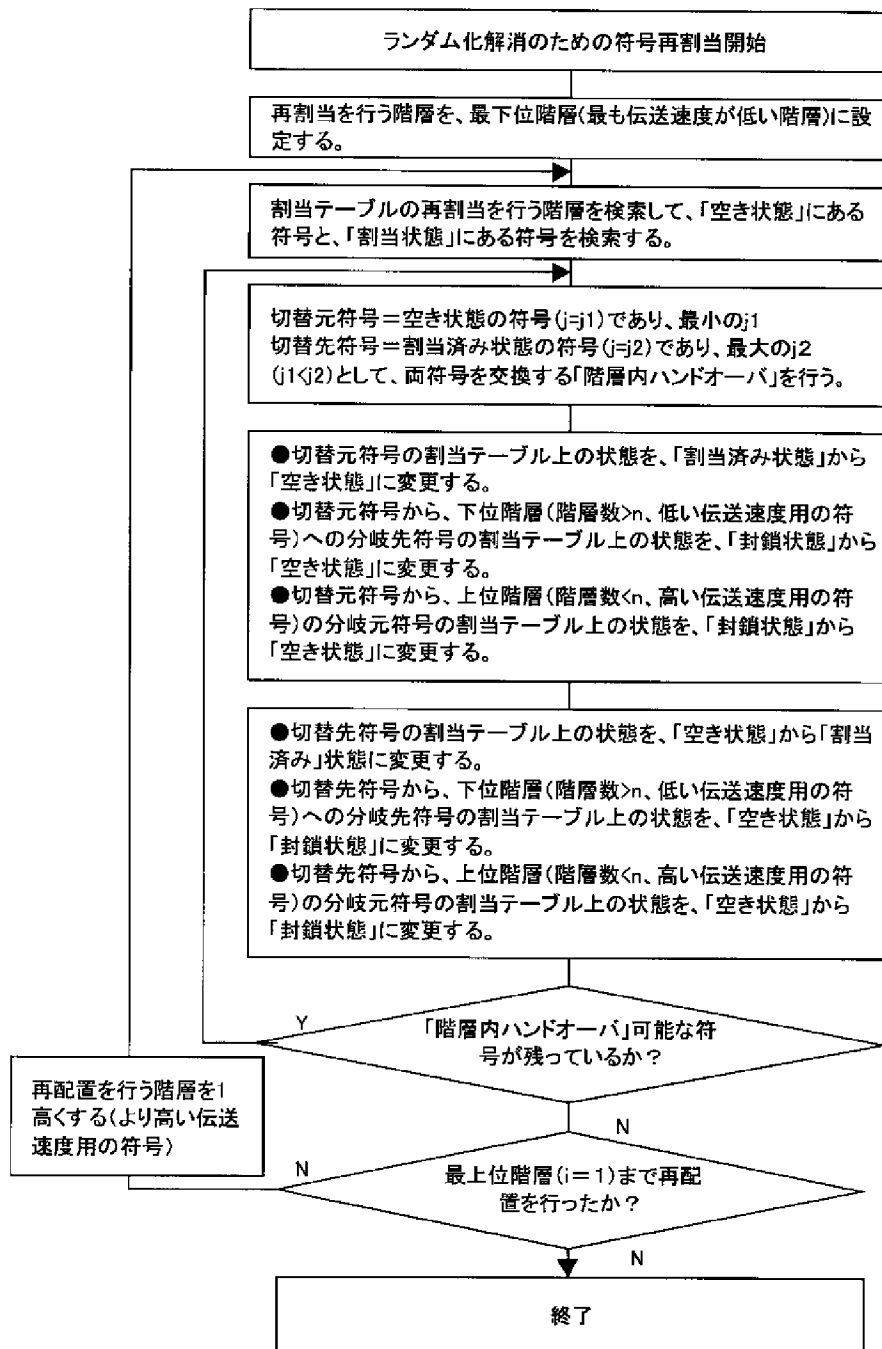 ランダム化解消のための符号再割当開始
再割当を行う階層を、最下位階層(最も伝送速度が低い階層)に設
定する。
割当テーブルの再割当を行う階層を検索して、「空き状態」にある
符号と、「割当状態」にある符号を検索する。
切替元符号＝空き状態の符号(j=j1)であり、最小のj1
切替先符号＝割当済み状態の符号(j=j2)であり、最大のj2
(j1<j2)として、両符号を交換する「階層内ハンドオーバ」を行う。
●切替元符号の割当テーブル上の状態を、「割当済み状態」から
「空き状態」に変更する。
●切替元符号から、下位階層(階層数>n、低い伝送速度用の符
号)への分岐先符号の割当テーブル上の状態を、「封鎖状態」から
「空き状態」に変更する。
●切替元符号から、上位階層(階層数<n、高い伝送速度用の符
号)の分岐元符号の割当テーブル上の状態を、「封鎖状態」から
「空き状態」に変更する。
●切替先符号の割当テーブル上の状態を、「空き状態」から「割当
済み」状態に変更する。
●切替先符号から、下位階層(階層数>n、低い伝送速度用の符
号)への分岐先符号の割当テーブル上の状態を、「空き状態」から
「封鎖状態」に変更する。
●切替先符号から、上位階層(階層数<n、高い伝送速度用の符
号)の分岐元符号の割当テーブル上の状態を、「空き状態」から
「封鎖状態」に変更する。
Y
「階層内ハンドオーバ」可能な符
号が残っているか？
再配置を行う階層を1
高くする(より高い伝送
速度用の符号)
N
N
最上位階層(i＝1)まで再配
置を行ったか？
N
終了